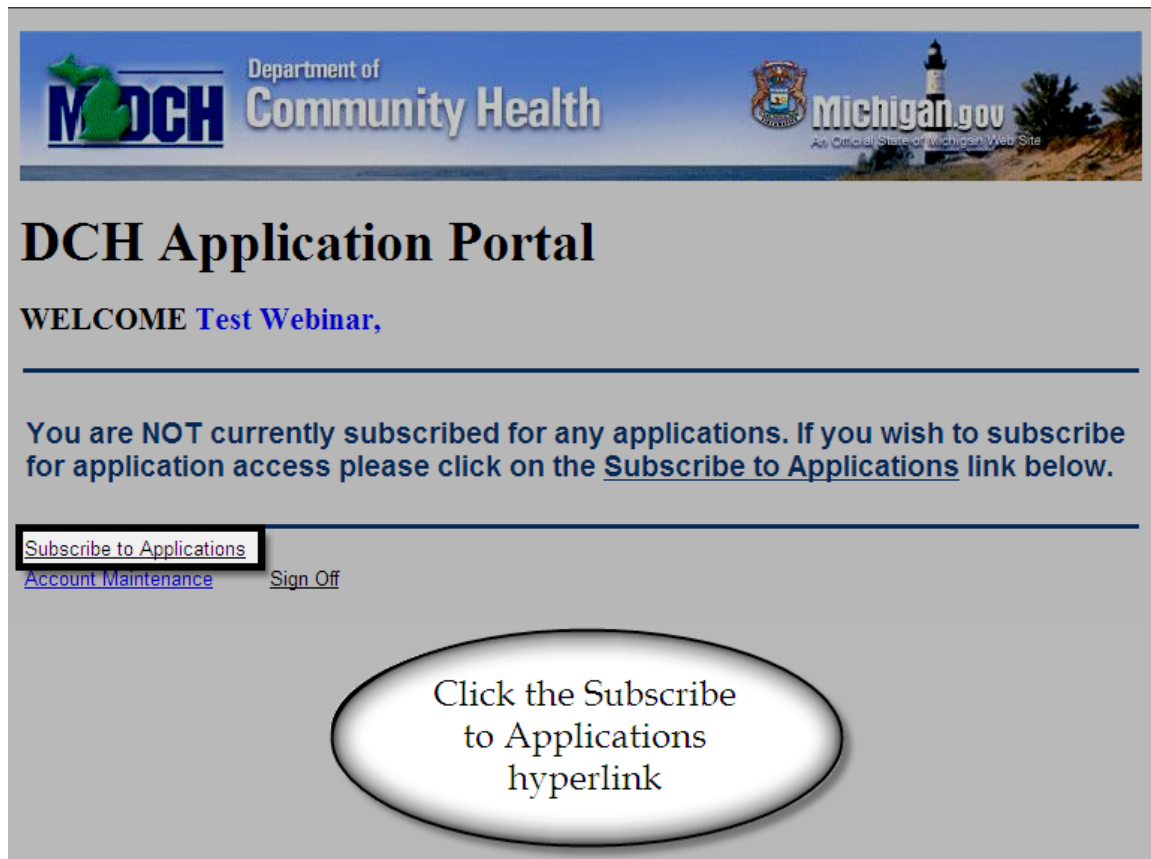 MDCH
Department of
Community Health
Michigan.gov
An Official State of Michigan Web Site
DCH Application Portal
WELCOME Test Webinar,
You are NOT currently subscribed for any applications. If you wish to subscribe
for application access please click on the Subscribe to Applications link below.
Subscribe to Applications
Account Maintenance Sign Off
Click the Subscribe
to Applications
hyperlink